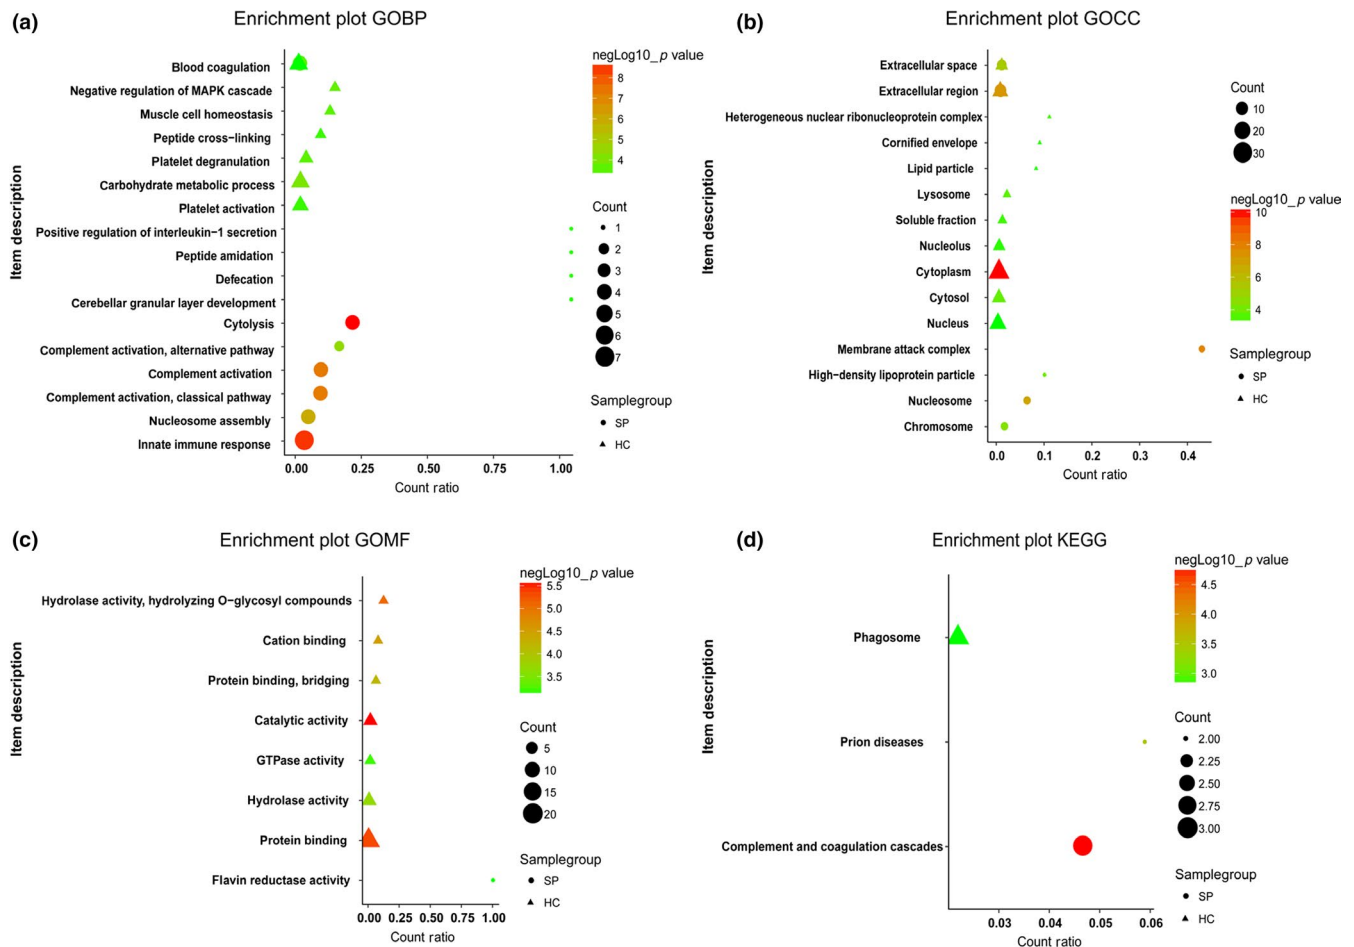 (a)
Enrichment plot GOBP
Item description
Blood coagulation
Negative regulation of MAPK cascade
Muscle cell homeostasis
Peptide cross−linking
Platelet degranulation
Carbohydrate metabolic process
Platelet activation
Positive regulation of interleukin−1 secretion
Peptide amidation
Defecation
Cerebellar granular layer development
Cytolysis
Complement activation, alternative pathway
Complement activation
Complement activation, classical pathway
Nucleosome assembly
Innate immune response
0.00 0.25 0.50 0.75 1.00
Count ratio
negLog10_p value
8
7
6
5
4
Count
1
2
3
4
5
6
7
Samplegroup
SP
HC
(b)
Enrichment plot GOCC
Item description
Extracellular space
Extracellular region
Heterogeneous nuclear ribonucleoprotein complex
Cornified envelope
Lipid particle
Lysosome
Soluble fraction
Nucleolus
Cytoplasm
Cytosol
Nucleus
Membrane attack complex
High−density lipoprotein particle
Nucleosome
Chromosome
0.0 0.1 0.2 0.3 0.4
Count ratio
Count
10
20
30
negLog10_p value
10
8
6
4
Samplegroup
SP
HC
(c)
Enrichment plot GOMF
Item description
Hydrolase activity, hydrolyzing O−glycosyl compounds
Cation binding
Protein binding, bridging
Catalytic activity
GTPase activity
Hydrolase activity
Protein binding
Flavin reductase activity
0.00 0.25 0.50 0.75 1.00
Count ratio
negLog10_p value
5.5
5.0
4.5
4.0
3.5
Count
5
10
15
20
Samplegroup
SP
HC
(d)
Enrichment plot KEGG
Item description
Phagosome
Prion diseases
Complement and coagulation cascades
0.03 0.04 0.05 0.06
Count ratio
negLog10_p value
4.5
4.0
3.5
3.0
Count
2.00
2.25
2.50
2.75
3.00
Samplegroup
SP
HC